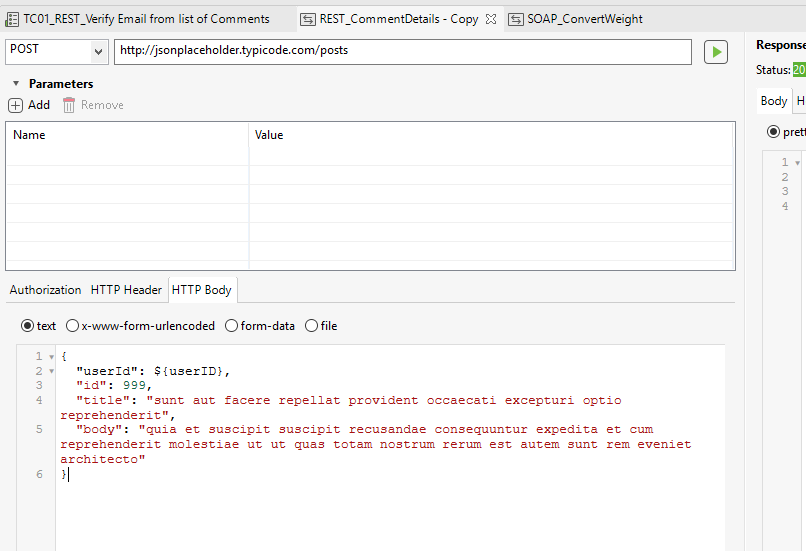 TC01_REST_Verify Email from list of Comments
REST_CommentDetails - Copy
SOAP_ConvertWeight
POST
http://jsonplaceholder.typicode.com/posts
Parameters
Add
Remove
Name
Value
Authorization
HTTP Header
HTTP Body
text
x-www-form-urlencoded
form-data
file
1 {
2 "userId": ${userID},
3 "id": 999,
4 "title": "sunt aut facere repellat provident occaecati excepturi optio
reprehenderit",
5 "body": "quia et suscipit suscipit recusandae consequuntur expedita et cum
reprehenderit molestiae ut ut quas totam nostrum rerum est autem sunt rem eveniet
architecto"
6 }
Response
Status: 20
Body
H
prett
1
2
3
4